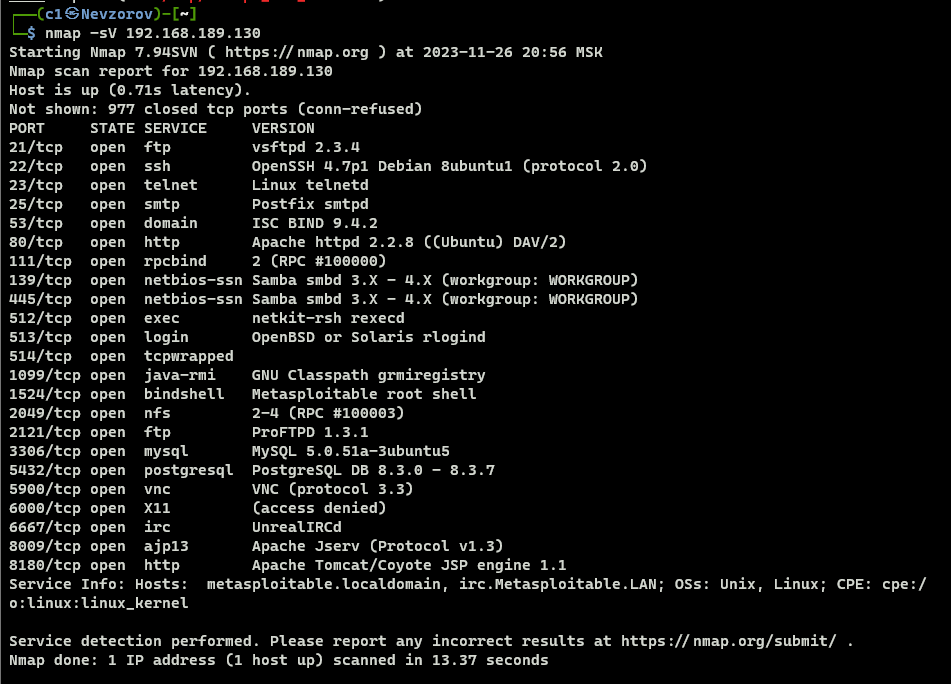 ┌──(c1㉿Nevzorov)-[~]
└─$ nmap -sV 192.168.189.130
Starting Nmap 7.94SVN ( https://nmap.org ) at 2023-11-26 20:56 MSK
Nmap scan report for 192.168.189.130
Host is up (0.71s latency).
Not shown: 977 closed tcp ports (conn-refused)
PORT     STATE SERVICE     VERSION
21/tcp   open  ftp         vsftpd 2.3.4
22/tcp   open  ssh         OpenSSH 4.7p1 Debian 8ubuntu1 (protocol 2.0)
23/tcp   open  telnet      Linux telnetd
25/tcp   open  smtp        Postfix smtpd
53/tcp   open  domain      ISC BIND 9.4.2
80/tcp   open  http        Apache httpd 2.2.8 ((Ubuntu) DAV/2)
111/tcp  open  rpcbind     2 (RPC #100000)
139/tcp  open  netbios-ssn Samba smbd 3.X - 4.X (workgroup: WORKGROUP)
445/tcp  open  netbios-ssn Samba smbd 3.X - 4.X (workgroup: WORKGROUP)
512/tcp  open  exec        netkit-rsh rexecd
513/tcp  open  login       OpenBSD or Solaris rlogind
514/tcp  open  tcpwrapped
1099/tcp open  java-rmi    GNU Classpath grmiregistry
1524/tcp open  bindshell   Metasploitable root shell
2049/tcp open  nfs         2-4 (RPC #100003)
2121/tcp open  ftp         ProFTPD 1.3.1
3306/tcp open  mysql       MySQL 5.0.51a-3ubuntu5
5432/tcp open  postgresql  PostgreSQL DB 8.3.0 - 8.3.7
5900/tcp open  vnc         VNC (protocol 3.3)
6000/tcp open  X11         (access denied)
6667/tcp open  irc         UnrealIRCd
8009/tcp open  ajp13       Apache Jserv (Protocol v1.3)
8180/tcp open  http        Apache Tomcat/Coyote JSP engine 1.1
Service Info: Hosts:  metasploitable.localdomain, irc.Metasploitable.LAN; OSs: Unix, Linux; CPE: cpe:/
o:linux:linux_kernel

Service detection performed. Please report any incorrect results at https://nmap.org/submit/ .
Nmap done: 1 IP address (1 host up) scanned in 13.37 seconds